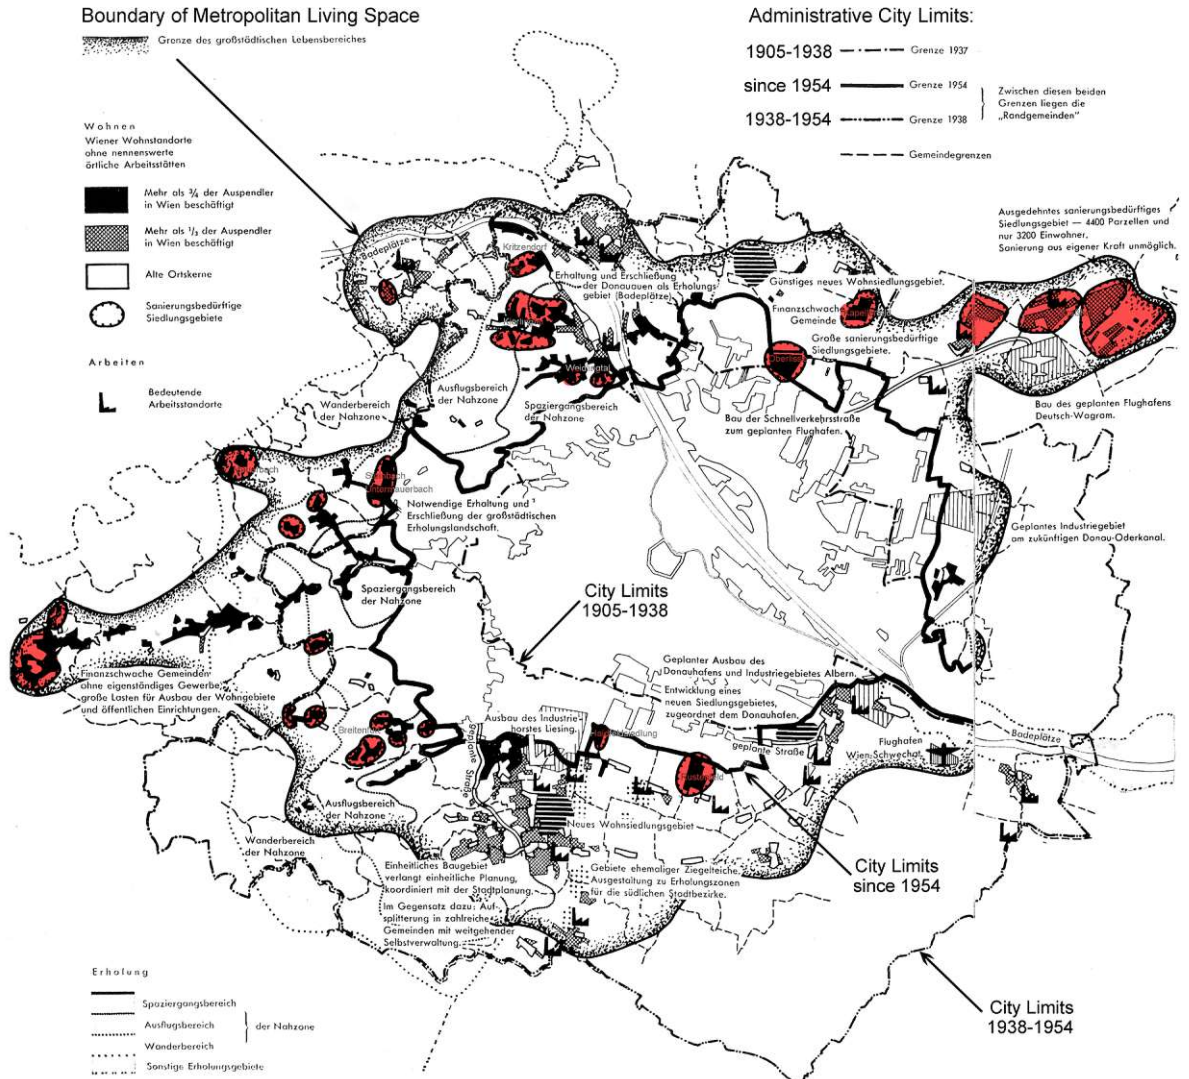 Boundary of Metropolitan Living Space
Grenze des großstädtischen Lebensbereiches
Administrative City Limits:
1905-1938
Grenze 1937
since 1954
Grenze 1954
1938-1954
Grenze 1938
Zwischen diesen beiden
Grenzen liegen die
„Randgemeinden"
Gemeindegrenzen
Wohnen
Wiener Wohnstandorte
ohne nennenswerte
örtliche Arbeitsstätten
Mehr als ¾ der Auspendler
in Wien beschäftigt
Mehr als ⅓ der Auspendler
in Wien beschäftigt
Alte Ortskerne
Sanierungsbedürftige
Siedlungsgebiete
Arbeiten
Bedeutende
Arbeitsstandorte
Ausgedehntes sanierungsbedürftiges
Siedlungsgebiet — 4400 Parzellen und
nur 3200 Einwohner,
Sanierung aus eigener Kraft unmöglich.
Badeplätze
Kritzendorf
Erhaltung und Erschließung
der Donauauen als Erholungs
gebiet (Badeplätze)
Günstiges neues Wohnsiedlungsgebiet.
Finanzschwache
Gemeinde
Große sanierungsbedürftige
Siedlungsgebiete.
Weidlingtal
Ausflugsbereich
der Nahzone
Wanderbereich
der Nahzone
Spaziergangsbereich
der Nahzone
Bau der Schnellverkehrsstraße
zum geplanten Flughafen.
Bau des geplanten Flughafens
Deutsch-Wagram.
Untermauerbach
Notwendige Erhaltung und
Erschließung der großstädtischen
Erholungslandschaft.
Geplantes Industriegebiet
am zukünftigen Donau-Oderkanal.
Spaziergangsbereich
der Nahzone
City Limits
1905-1938
Finanzschwache Gemeinden
ohne eigenständiges Gewerbe,
große Lasten für Ausbau der Wohngebiete
und öffentlichen Einrichtungen.
Geplanter Ausbau des
Donauhafens und Industriegebietes Albern.
Entwicklung eines
neuen Siedlungsgebietes,
zugeordnet dem Donauhafen.
Ausbau des Industrie-
horstes Liesing.
geplante Straße
geplante Straße
Flughafen
Wien-Schwechat
Badeplätze
Ausflugsbereich
der Nahzone
Wanderbereich
der Nahzone
Neues Wohnsiedlungsgebiet
Einheitliches Baugebiet
verlangt einheitliche Planung,
koordiniert mit der Stadtplanung.
Im Gegensatz dazu: Auf-
splitterung in zahlreiche
Gemeinden mit weitgehender
Selbstverwaltung.
Gebiete ehemaliger Ziegelteiche,
Ausgestaltung zu Erholungszonen
für die südlichen Stadtbezirke.
City Limits
since 1954
City Limits
1938-1954
Erholung
Spaziergangsbereich
Ausflugsbereich
der Nahzone
Wanderbereich
Sonstige Erholungsgebiete